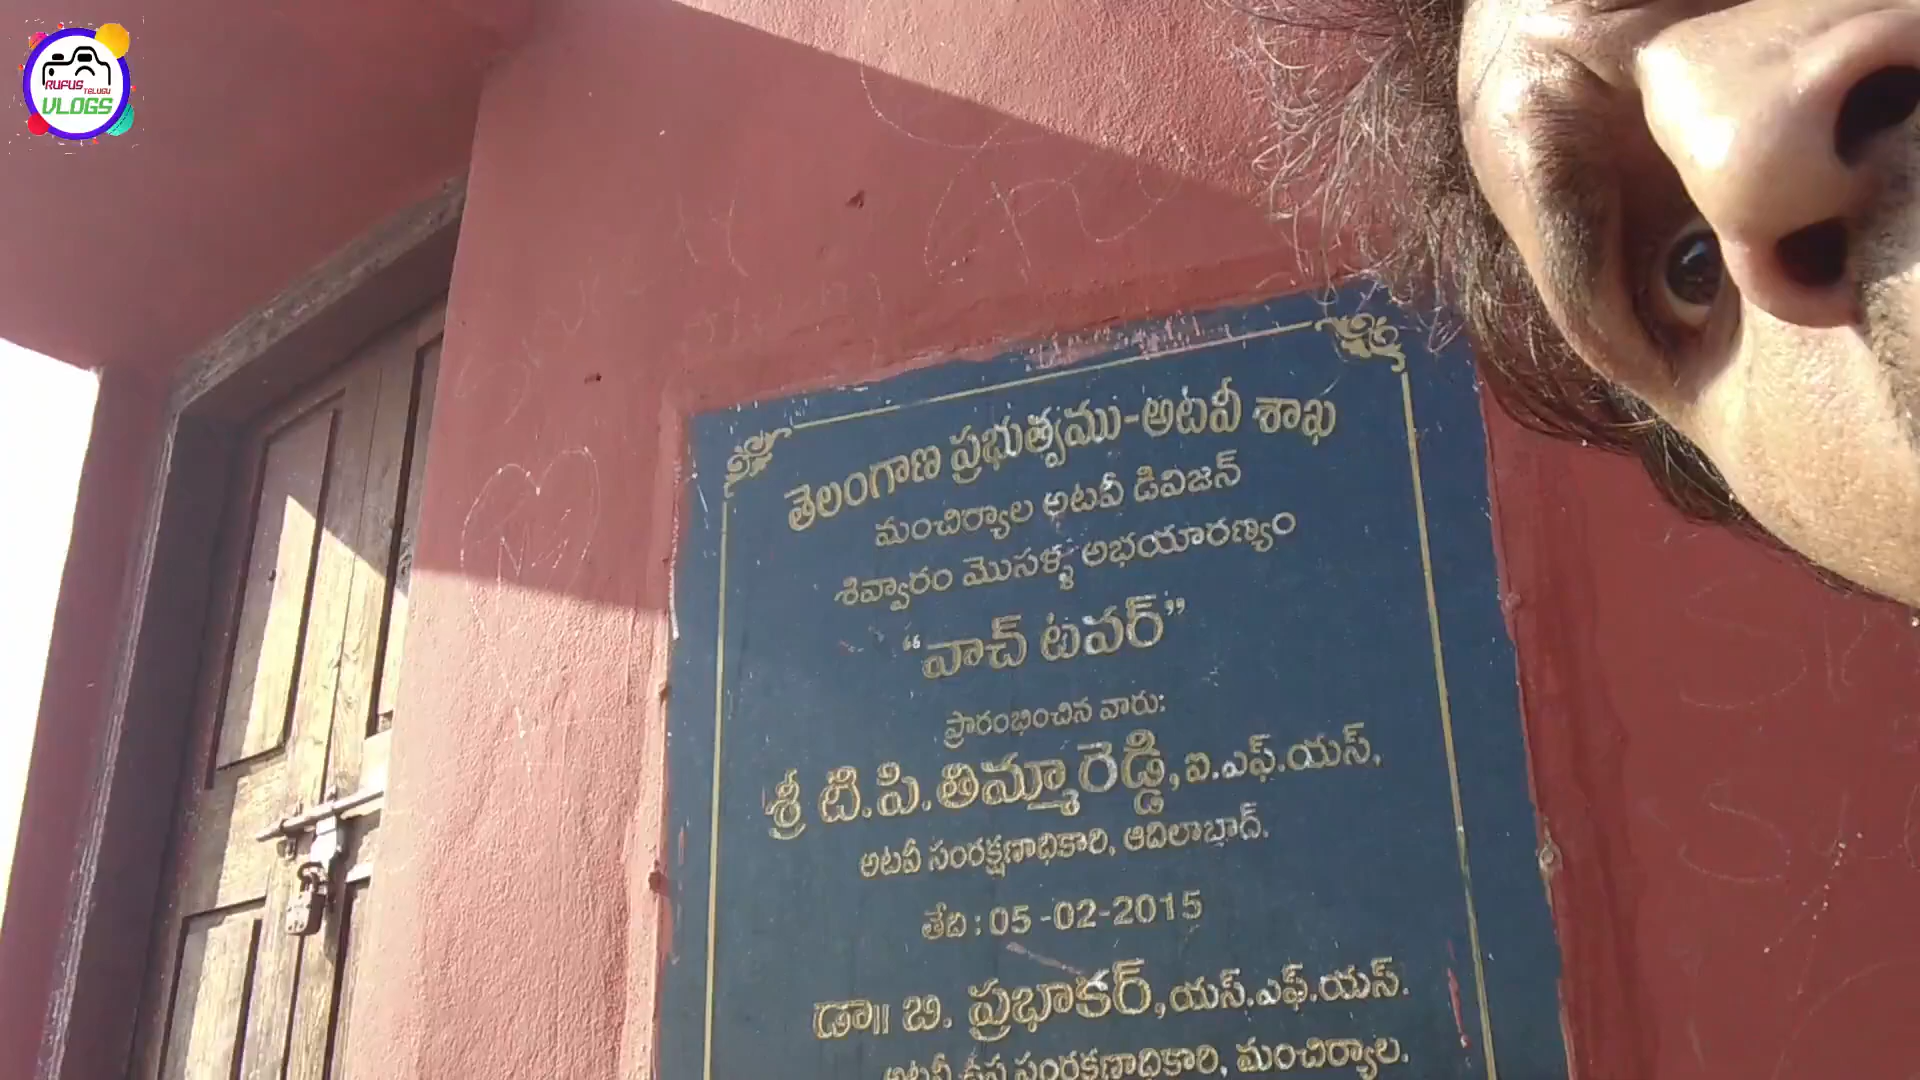 RUFUS
TELUGU
VLOGS
తెలంగాణ ప్రభుత్వము-అటవీ శాఖ
మంచిర్యాల అటవీ డివిజన్
శివ్వారం మొసళ్ళ అభయారణ్యం
“వాచ్ టవర్”
ప్రారంభించిన వారు:
శ్రీ టి.పి.తిమ్మారెడ్డి, ఐ.ఎఫ్.యస్.
అటవీ సంరక్షణాధికారి, ఆదిలాబాద్.
తేది : 05 -02-2015
డా॥ బి. ప్రభాకర్, యస్.ఎఫ్.యస్.
అటవీ ఉప సంరక్షణాధికారి, మంచిర్యాల.